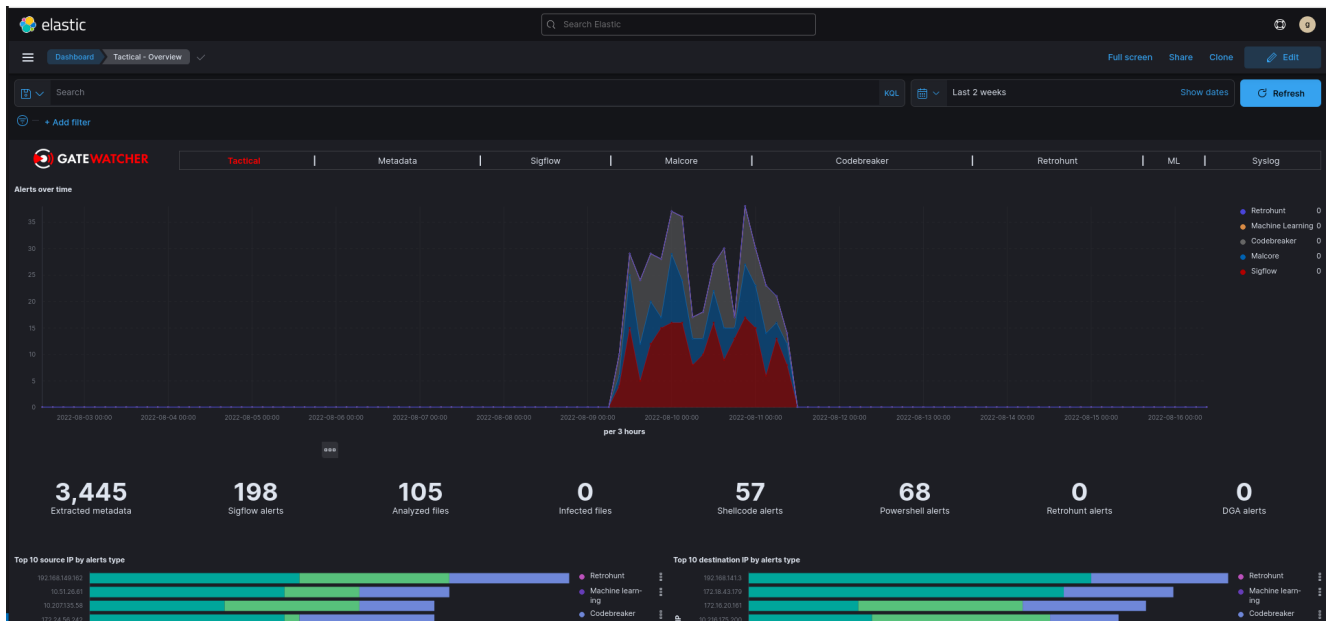 elastic
Search Elastic
g
Dashboard
Tactical - Overview
Full screen
Share
Clone
Edit
Search
KQL
Last 2 weeks
Show dates
Refresh
+ Add filter
GATEWATCHER
Tactical | Metadata | Sigflow | Malcore | Codebreaker | Retrohunt | ML | Syslog
Alerts over time
35
30
25
20
15
10
5
0
2022-08-03 00:00
2022-08-04 00:00
2022-08-05 00:00
2022-08-06 00:00
2022-08-07 00:00
2022-08-08 00:00
2022-08-09 00:00
2022-08-10 00:00
2022-08-11 00:00
2022-08-12 00:00
2022-08-13 00:00
2022-08-14 00:00
2022-08-15 00:00
2022-08-16 00:00
per 3 hours
Retrohunt 0
Machine Learning 0
Codebreaker 0
Malcore 0
Sigflow 0
3,445
Extracted metadata
198
Sigflow alerts
105
Analyzed files
0
Infected files
57
Shellcode alerts
68
Powershell alerts
0
Retrohunt alerts
0
DGA alerts
Top 10 source IP by alerts type
192.168.149.162
10.51.26.61
10.207.135.58
172.24.56.243
Retrohunt
Machine learn-
ing
Codebreaker
Top 10 destination IP by alerts type
192.168.141.3
172.18.43.179
172.16.20.161
Retrohunt
Machine learn-
ing
Codebreaker